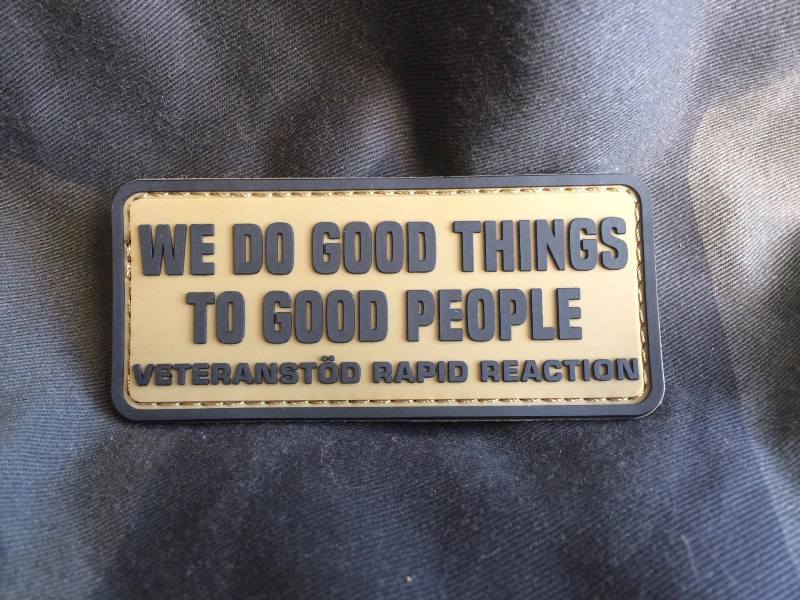 WE DO GOOD THINGS
TO GOOD PEOPLE
VETERANSTÖD RAPID REACTION